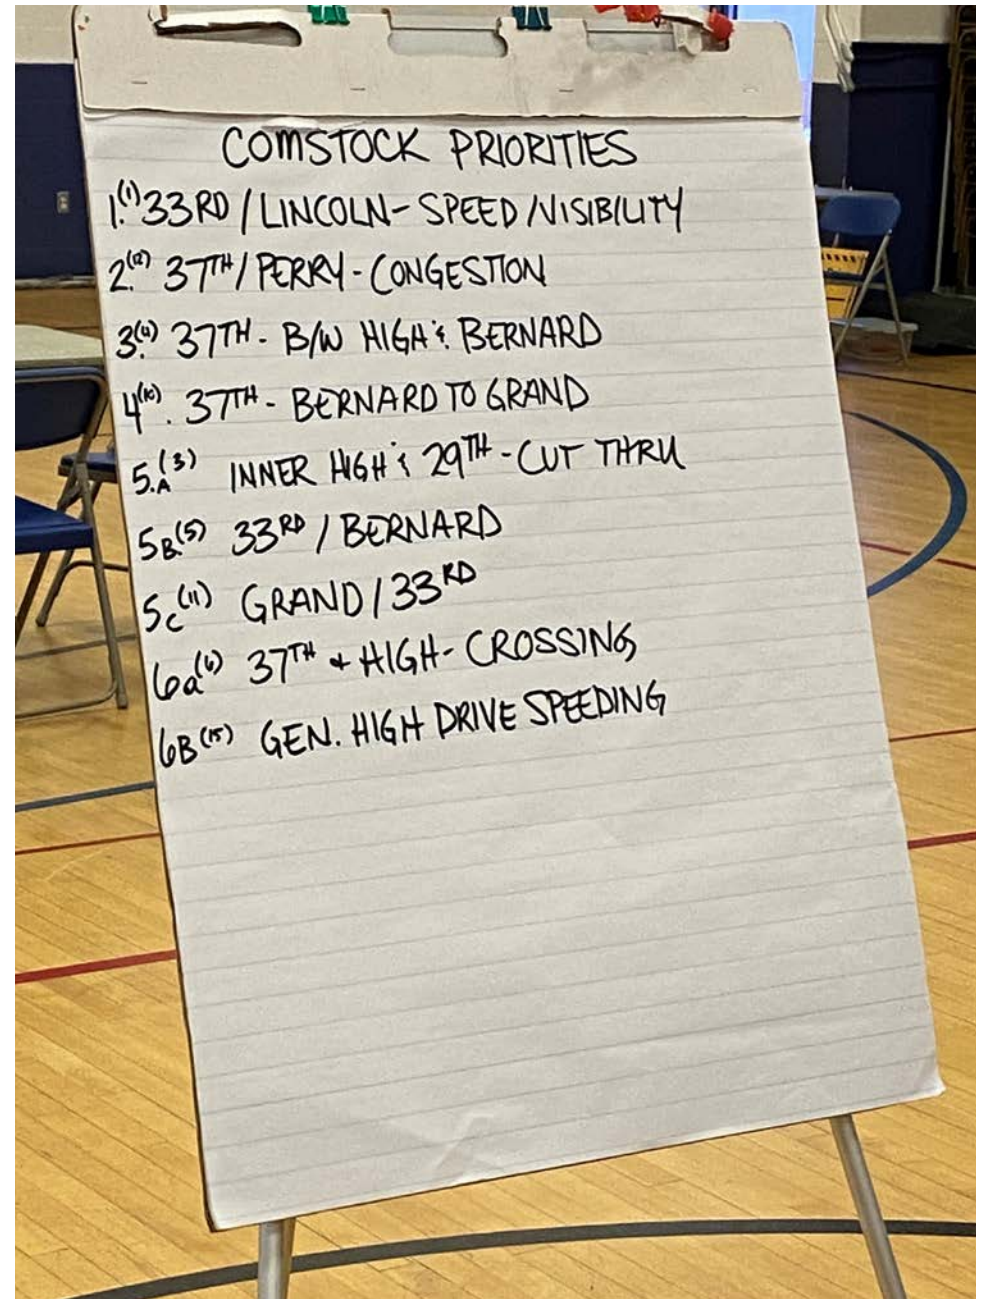 COMSTOCK PRIORITIES
1.(1) 33RD / LINCOLN - SPEED / VISIBILITY
2.(12) 37TH / PERRY - CONGESTION
3.(4) 37TH - B/W HIGH & BERNARD
4(10). 37TH - BERNARD TO GRAND
5.A(3) INNER HIGH & 29TH - CUT THRU
5B.(5) 33RD / BERNARD
5C(11) GRAND / 33RD
6a(6) 37TH + HIGH - CROSSING
6B(15) GEN. HIGH DRIVE SPEEDING